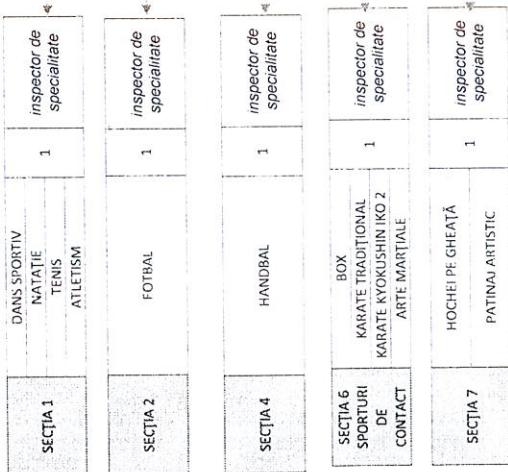 SECȚIA 1
DANS SPORTIV
NATAȚIE
TENIS
ATLETISM
1
inspector de
specialitate
SECȚIA 2
FOTBAL
1
inspector de
specialitate
SECȚIA 4
HANDBAL
1
inspector de
specialitate
SECȚIA 6
SPORTURI
DE
CONTACT
BOX
KARATE TRADIȚIONAL
KARATE KYOKUSHIN IKO 2
ARTE MARȚIALE
1
inspector de
specialitate
SECȚIA 7
HOCHEI PE GHEAȚĂ
PATINAJ ARTISTIC
1
inspector de
specialitate